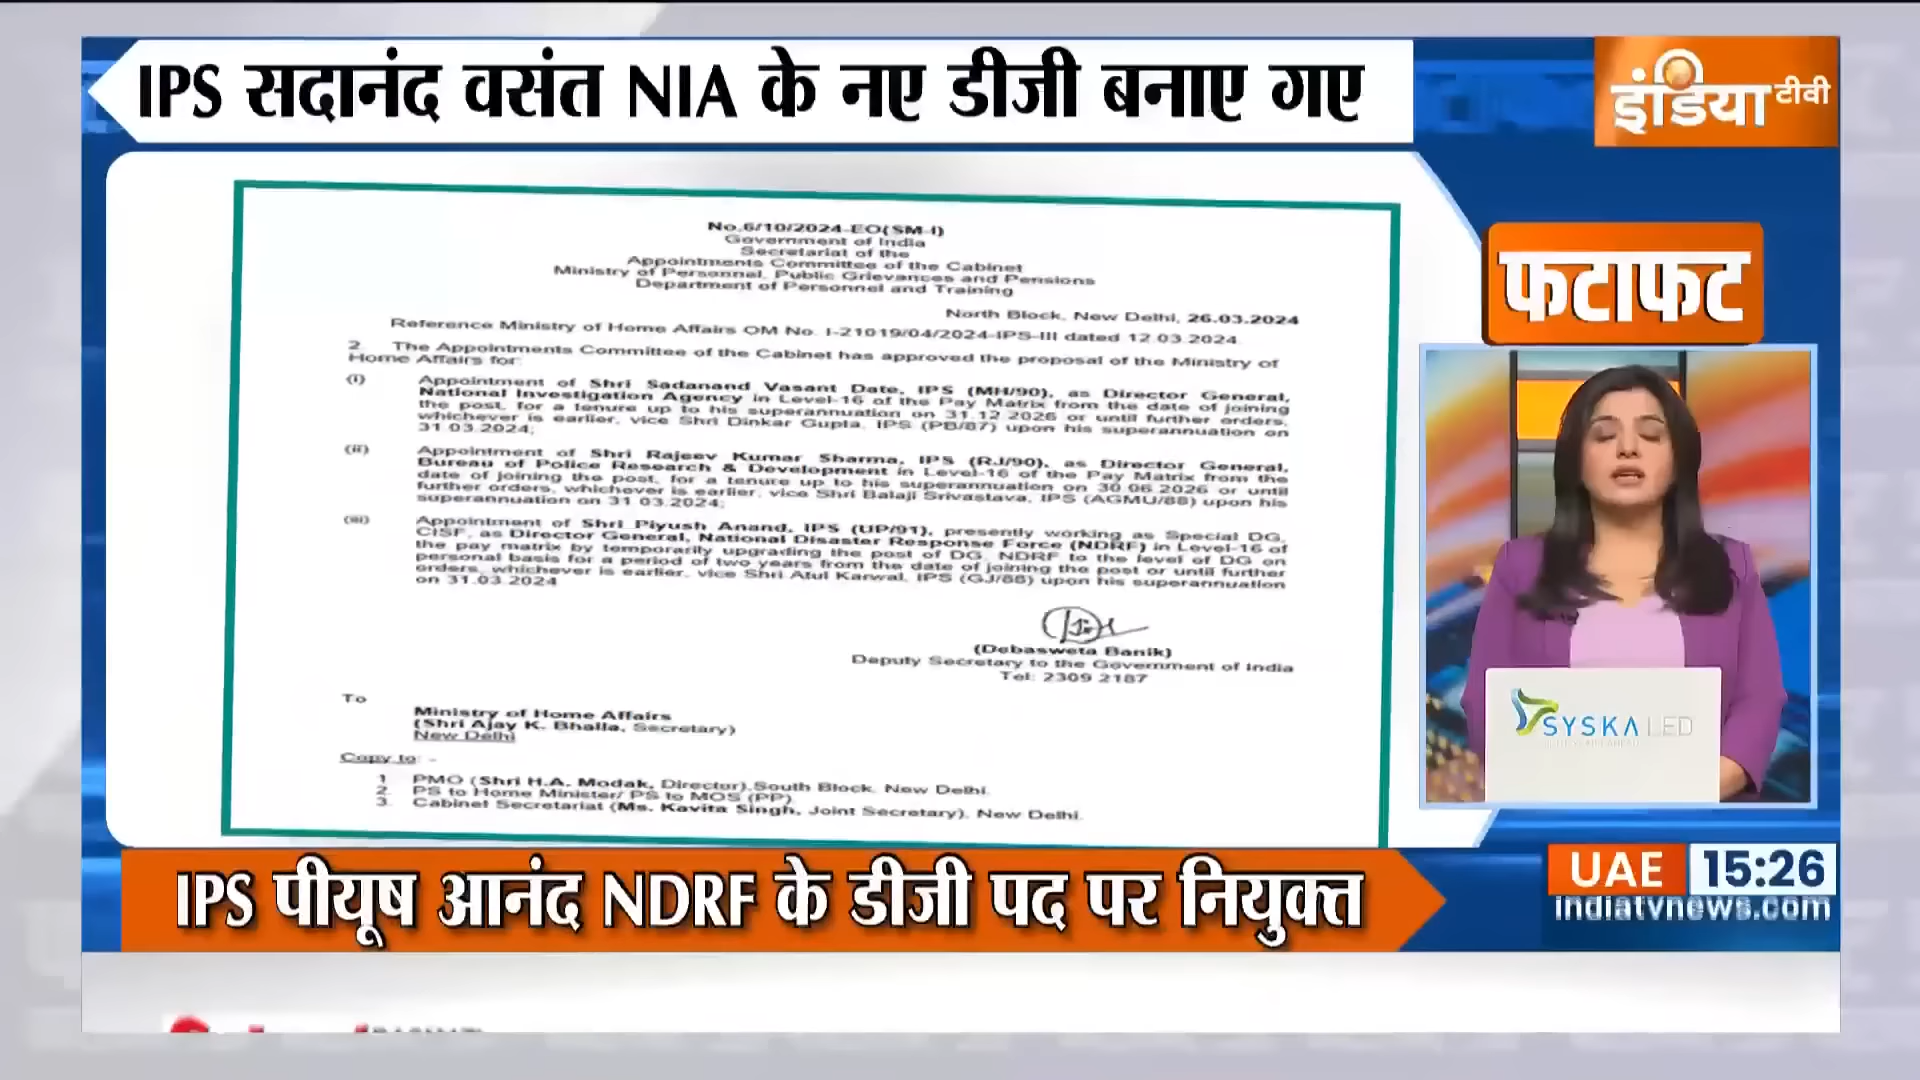 IPS सदानंद वसंत NIA के नए डीजी बनाए गए
इंडिया टीवी
फटाफट
No.6/10/2024-EO(SM-I)
Government of India
Secretariat of the
Appointments Committee of the Cabinet
Ministry of Personnel, Public Grievances and Pensions
Department of Personnel and Training
North Block, New Delhi, 26.03.2024
Reference Ministry of Home Affairs OM No. I-21019/04/2024-IPS-III dated 12.03.2024
2. The Appointments Committee of the Cabinet has approved the proposal of the Ministry of
Home Affairs for:
(i) Appointment of Shri Sadanand Vasant Date, IPS (MH/90), as Director General,
National Investigation Agency in Level-16 of the Pay Matrix from the date of joining
the post, for a tenure up to his superannuation on 31.12.2026 or until further orders,
whichever is earlier, vice Shri Dinkar Gupta, IPS (PB/87) upon his superannuation on
31.03.2024;
(ii) Appointment of Shri Rajeev Kumar Sharma, IPS (RJ/90), as Director General,
Bureau of Police Research & Development in Level-16 of the Pay Matrix from the
date of joining the post, for a tenure up to his superannuation on 30.06.2026 or until
further orders, whichever is earlier, vice Shri Balaji Srivastava, IPS (AGMU/88) upon his
superannuation on 31.03.2024;
(iii) Appointment of Shri Piyush Anand, IPS (UP/91), presently working as Special DG,
CISF, as Director General, National Disaster Response Force (NDRF) in Level-16 of
the pay matrix by temporarily upgrading the post of DG, NDRF to the level of DG on
personal basis for a period of two years from the date of joining the post or until further
orders, whichever is earlier, vice Shri Atul Karwal, IPS (GJ/88) upon his superannuation
on 31.03.2024
(Debasweta Banik)
Deputy Secretary to the Government of India
Tel: 2309 2187
To
Ministry of Home Affairs
(Shri Ajay K. Bhalla, Secretary)
New Delhi
Copy to: -
1. PMO (Shri H.A. Modak, Director), South Block, New Delhi.
2. PS to Home Minister/ PS to MOS (PP)
3. Cabinet Secretariat (Ms. Kavita Singh, Joint Secretary), New Delhi.
SYSKA LED
IPS पीयूष आनंद NDRF के डीजी पद पर नियुक्त
UAE 15:26
indiatvnews.com